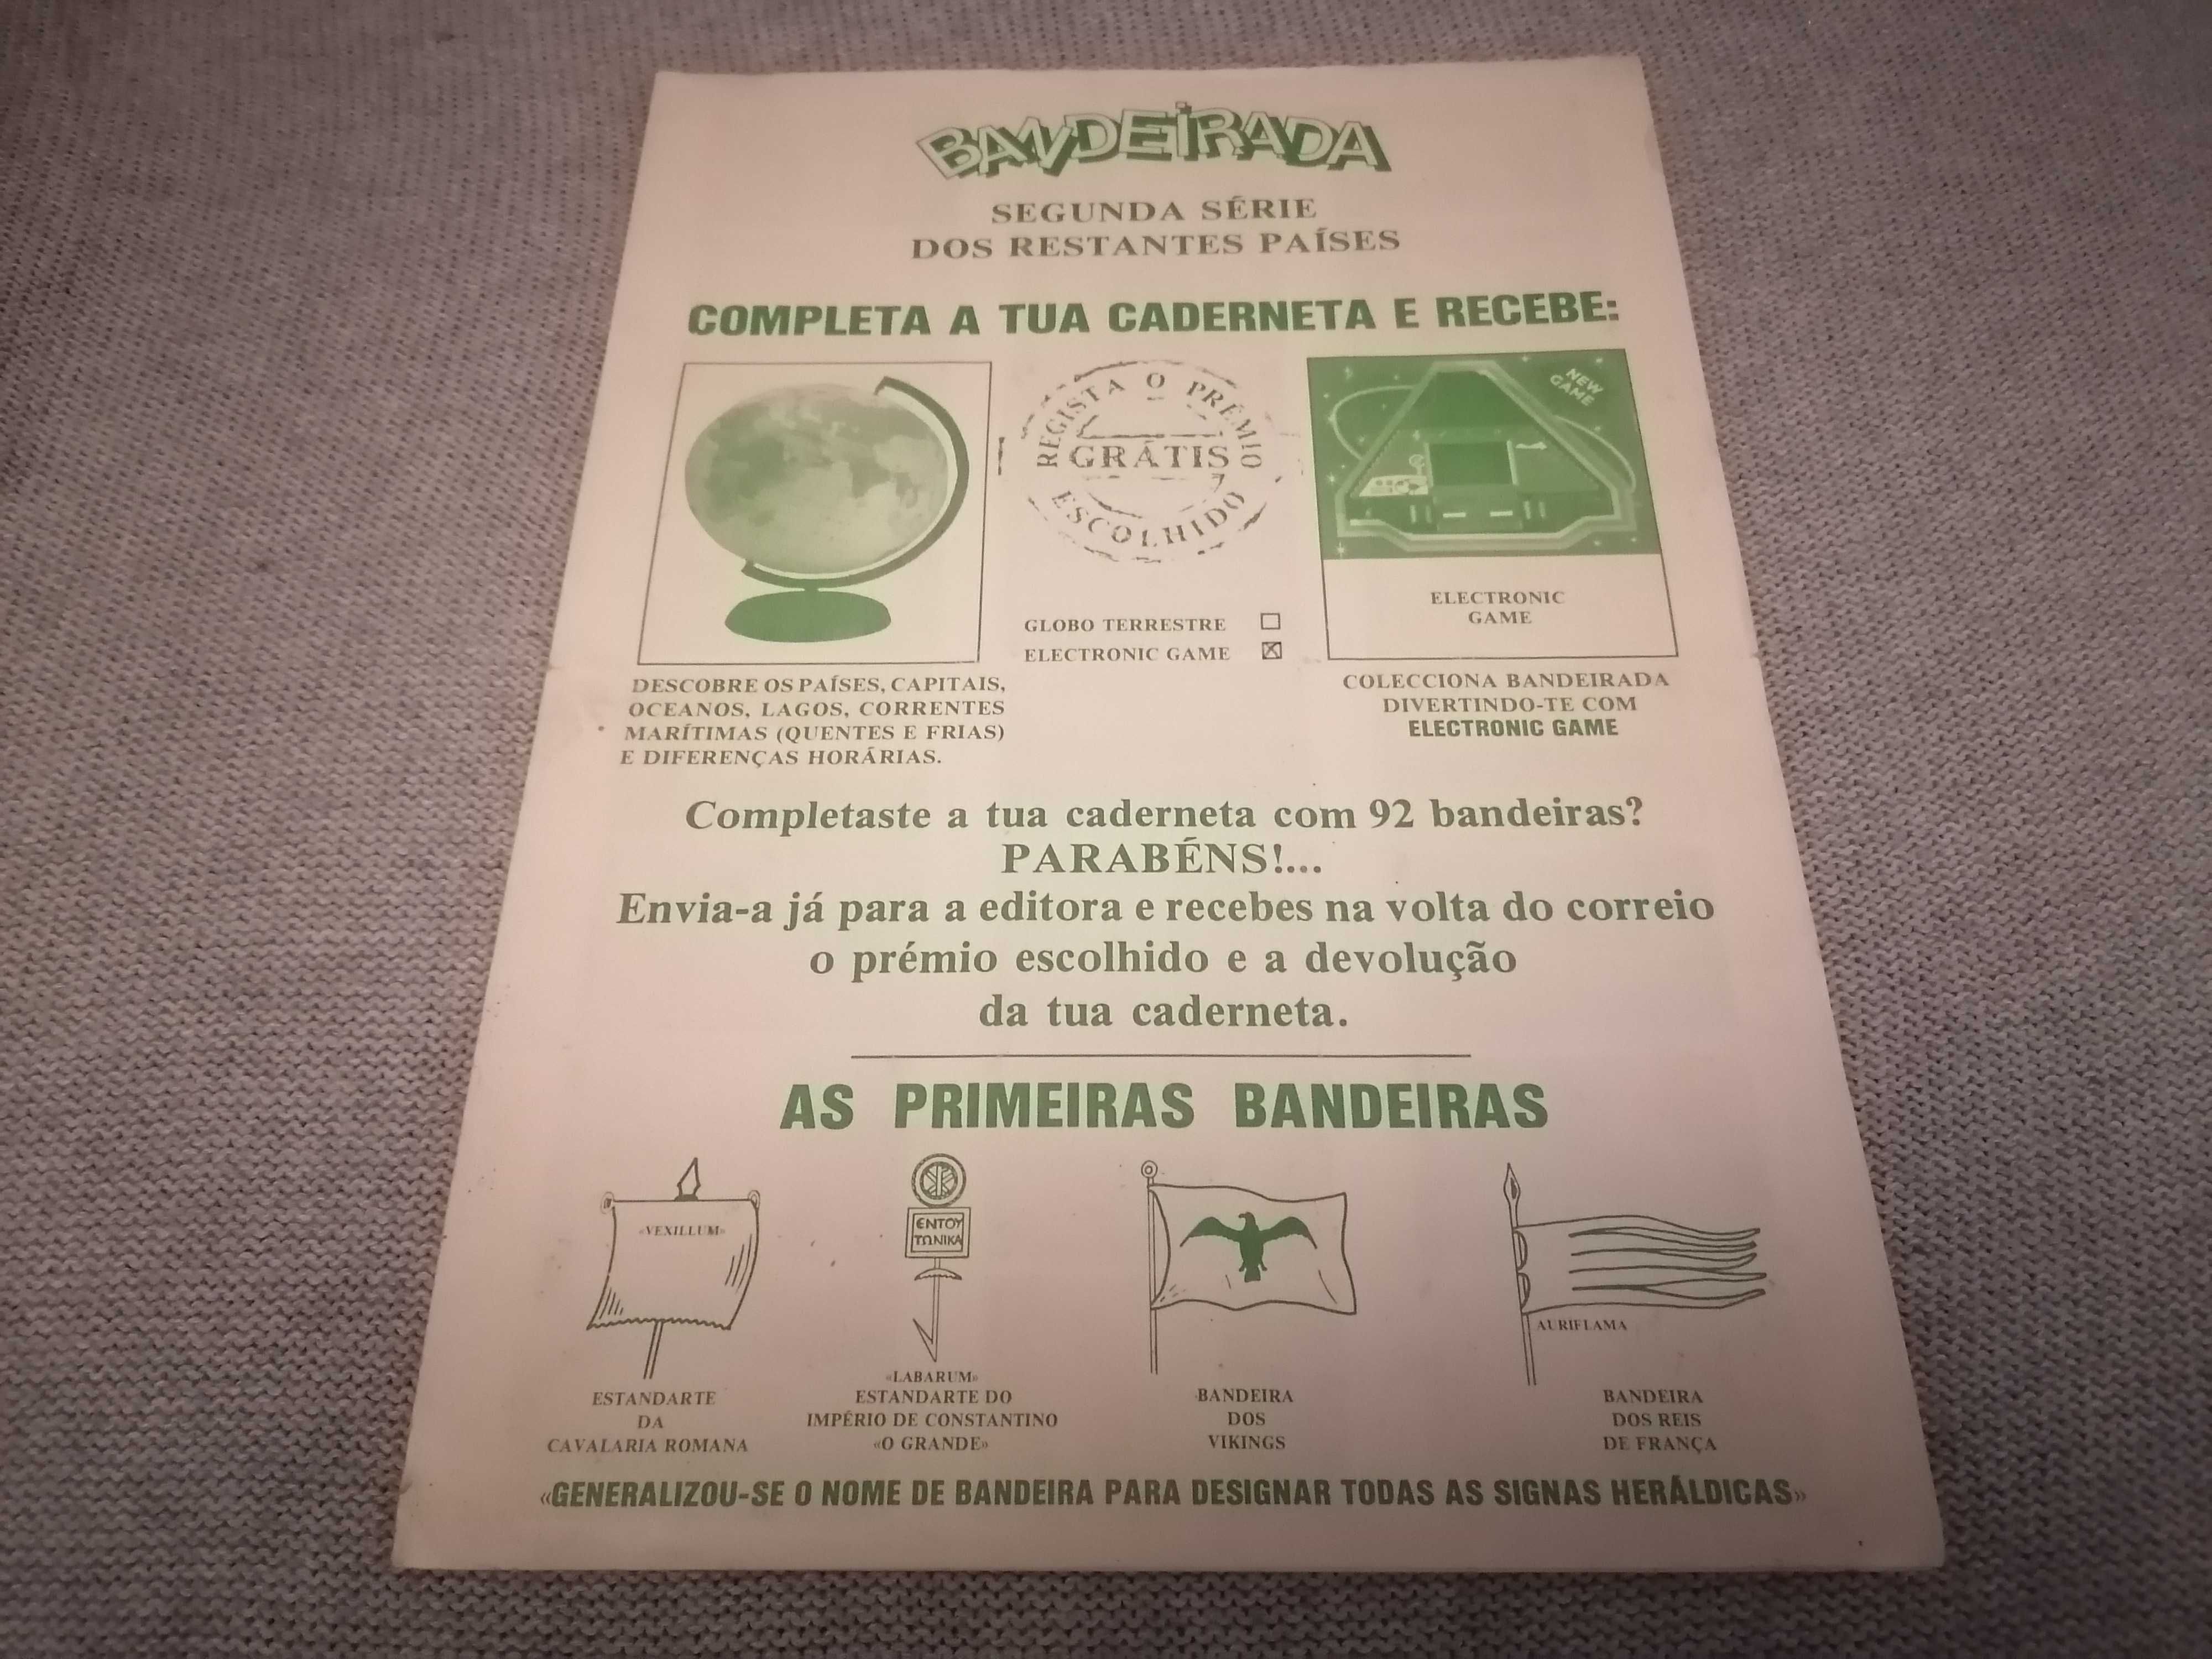 BANDEIRADA
SEGUNDA SÉRIE
DOS RESTANTES PAÍSES
COMPLETA A TUA CADERNETA E RECEBE:
REGISTA O PRÉMIO
GRÁTIS
ESCOLHIDO
NEW
GAME
ELECTRONIC
GAME
GLOBO TERRESTRE
ELECTRONIC GAME
DESCOBRE OS PAÍSES, CAPITAIS,
OCEANOS, LAGOS, CORRENTES
MARÍTIMAS (QUENTES E FRIAS)
E DIFERENÇAS HORÁRIAS.
COLECCIONA BANDEIRADA
DIVERTINDO-TE COM
ELECTRONIC GAME
Completaste a tua caderneta com 92 bandeiras?
PARABÉNS!...
Envia-a já para a editora e recebes na volta do correio
o prémio escolhido e a devolução
da tua caderneta.
AS PRIMEIRAS BANDEIRAS
«VEXILLUM»
ESTANDARTE
DA
CAVALARIA ROMANA
ΕΝΤΟΥ
ΤΩΝΙΚΑ
«LABARUM»
ESTANDARTE DO
IMPÉRIO DE CONSTANTINO
«O GRANDE»
BANDEIRA
DOS
VIKINGS
AURIFLAMA
BANDEIRA
DOS REIS
DE FRANÇA
«GENERALIZOU-SE O NOME DE BANDEIRA PARA DESIGNAR TODAS AS SIGNAS HERÁLDICAS»